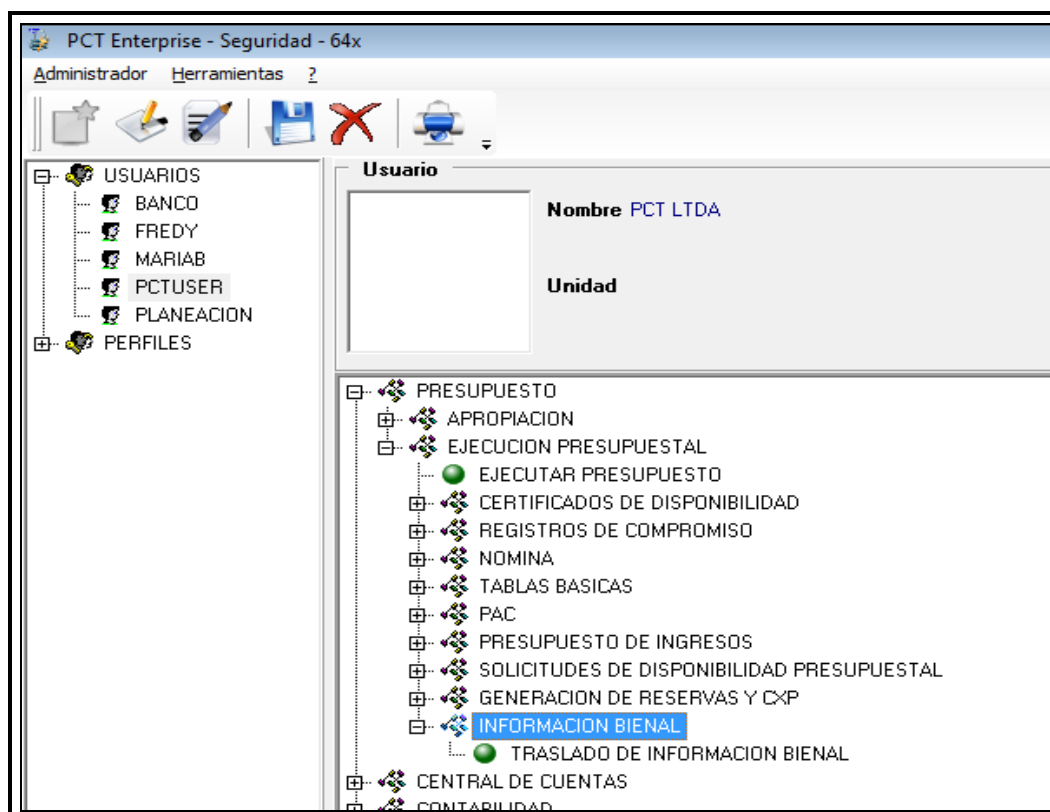 PCT Enterprise - Seguridad - 64x
Administrador Herramientas ?
USUARIOS
BANCO
FREDY
MARIAB
PCTUSER
PLANEACION
PERFILES
Usuario
Nombre PCT LTDA
Unidad
PRESUPUESTO
APROPIACION
EJECUCION PRESUPUESTAL
EJECUTAR PRESUPUESTO
CERTIFICADOS DE DISPONIBILIDAD
REGISTROS DE COMPROMISO
NOMINA
TABLAS BASICAS
PAC
PRESUPUESTO DE INGRESOS
SOLICITUDES DE DISPONIBILIDAD PRESUPUESTAL
GENERACION DE RESERVAS Y CXP
INFORMACION BIENAL
TRASLADO DE INFORMACION BIENAL
CENTRAL DE CUENTAS
CONTABILIDAD